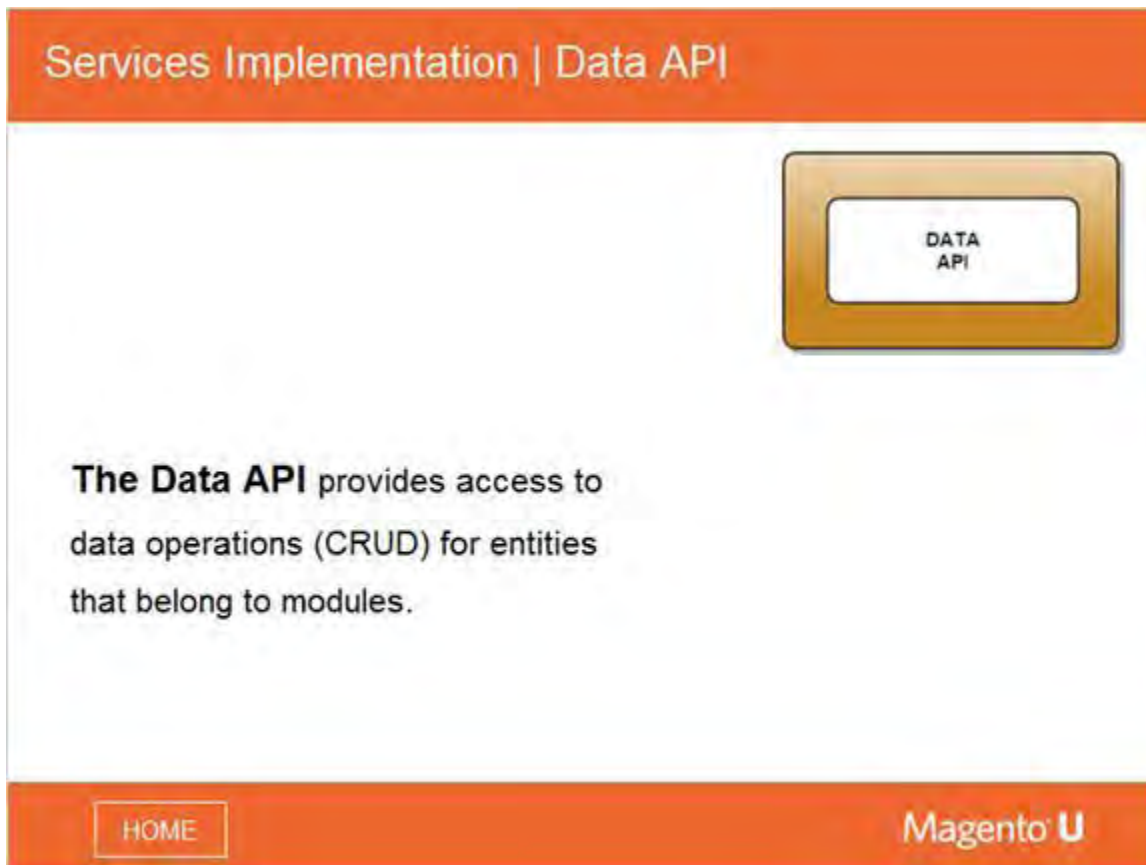 Services Implementation | Data API
DATA
API
The Data API provides access to
data operations (CRUD) for entities
that belong to modules.
HOME
Magento U